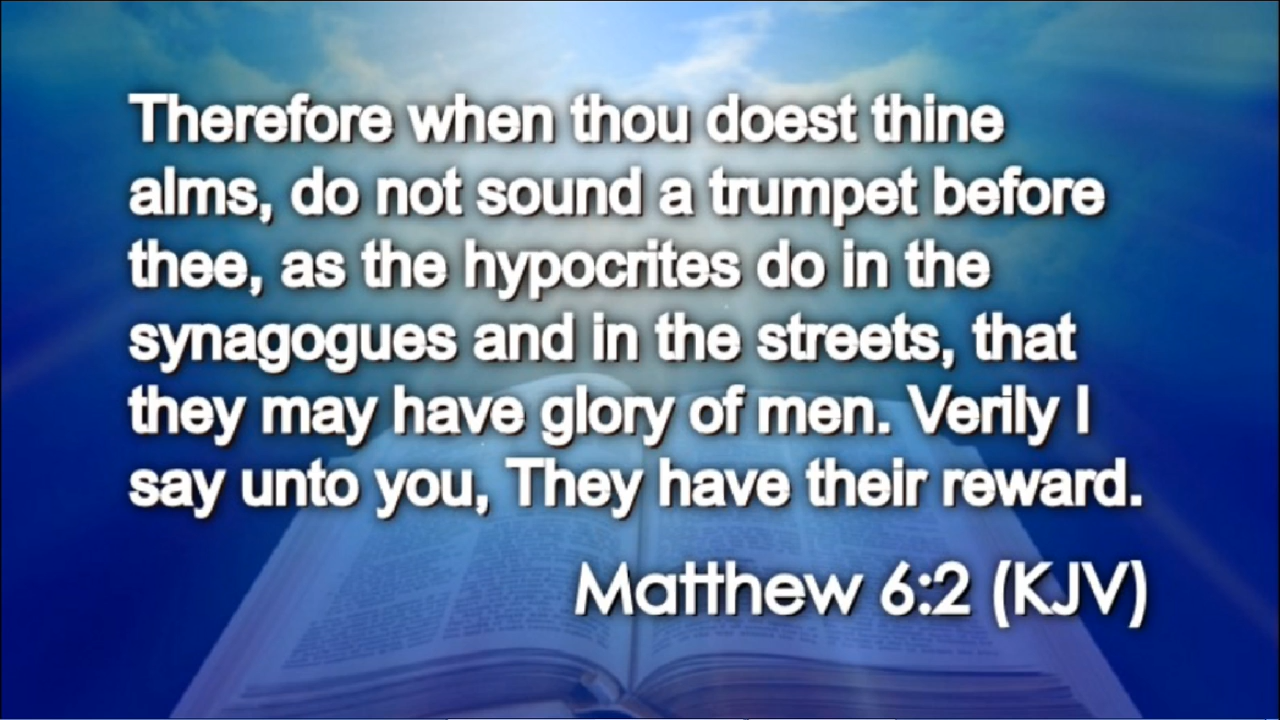 Therefore when thou doest thine
alms, do not sound a trumpet before
thee, as the hypocrites do in the
synagogues and in the streets, that
they may have glory of men. Verily I
say unto you, They have their reward.
Matthew 6:2 (KJV)